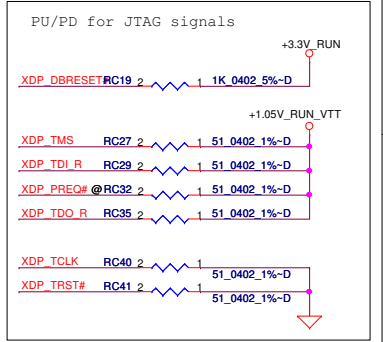 PU/PD for JTAG signals
+3.3V_RUN
XDP_DBRESET# RC19 2 1 1K_0402_5%~D
+1.05V_RUN_VTT
XDP_TMS RC27 2 1 51_0402_1%~D
XDP_TDI_R RC29 2 1 51_0402_1%~D
XDP_PREQ# @RC32 2 1 51_0402_1%~D
XDP_TDO_R RC35 2 1 51_0402_1%~D
XDP_TCLK RC40 2 1
51_0402_1%~D
XDP_TRST# RC41 2 1
51_0402_1%~D